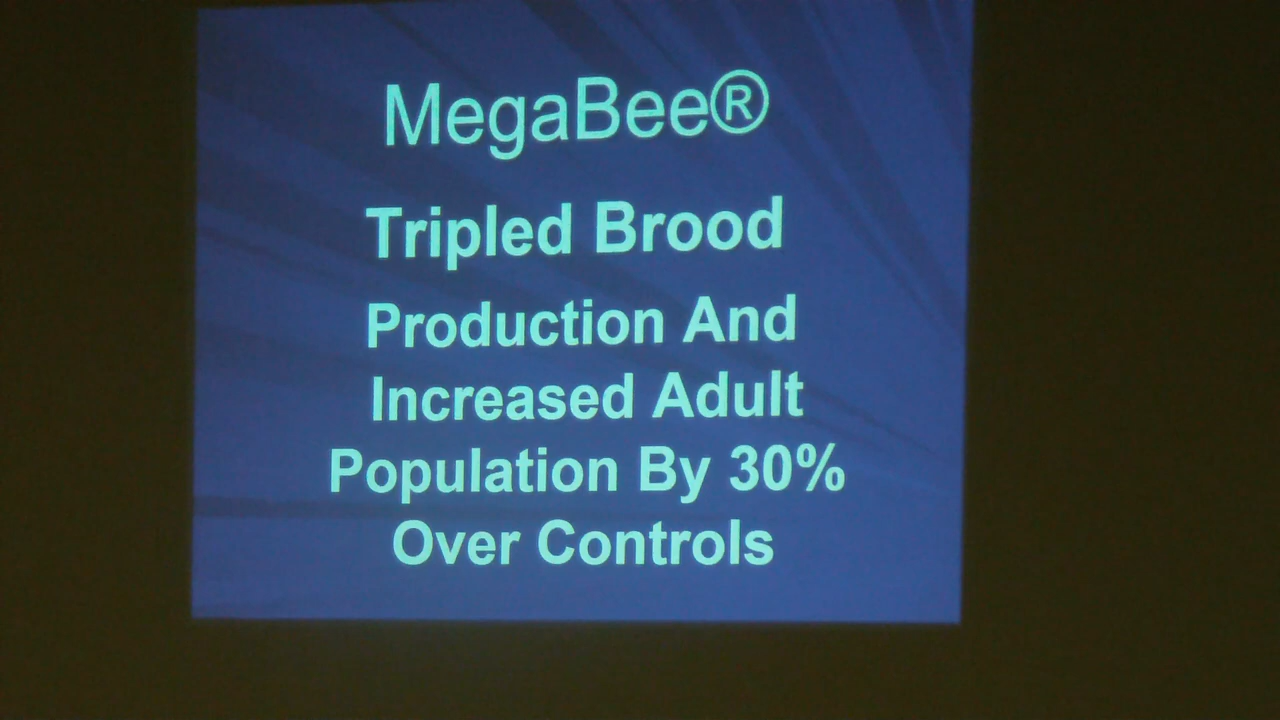 MegaBee®
Tripled Brood
Production And
Increased Adult
Population By 30%
Over Controls